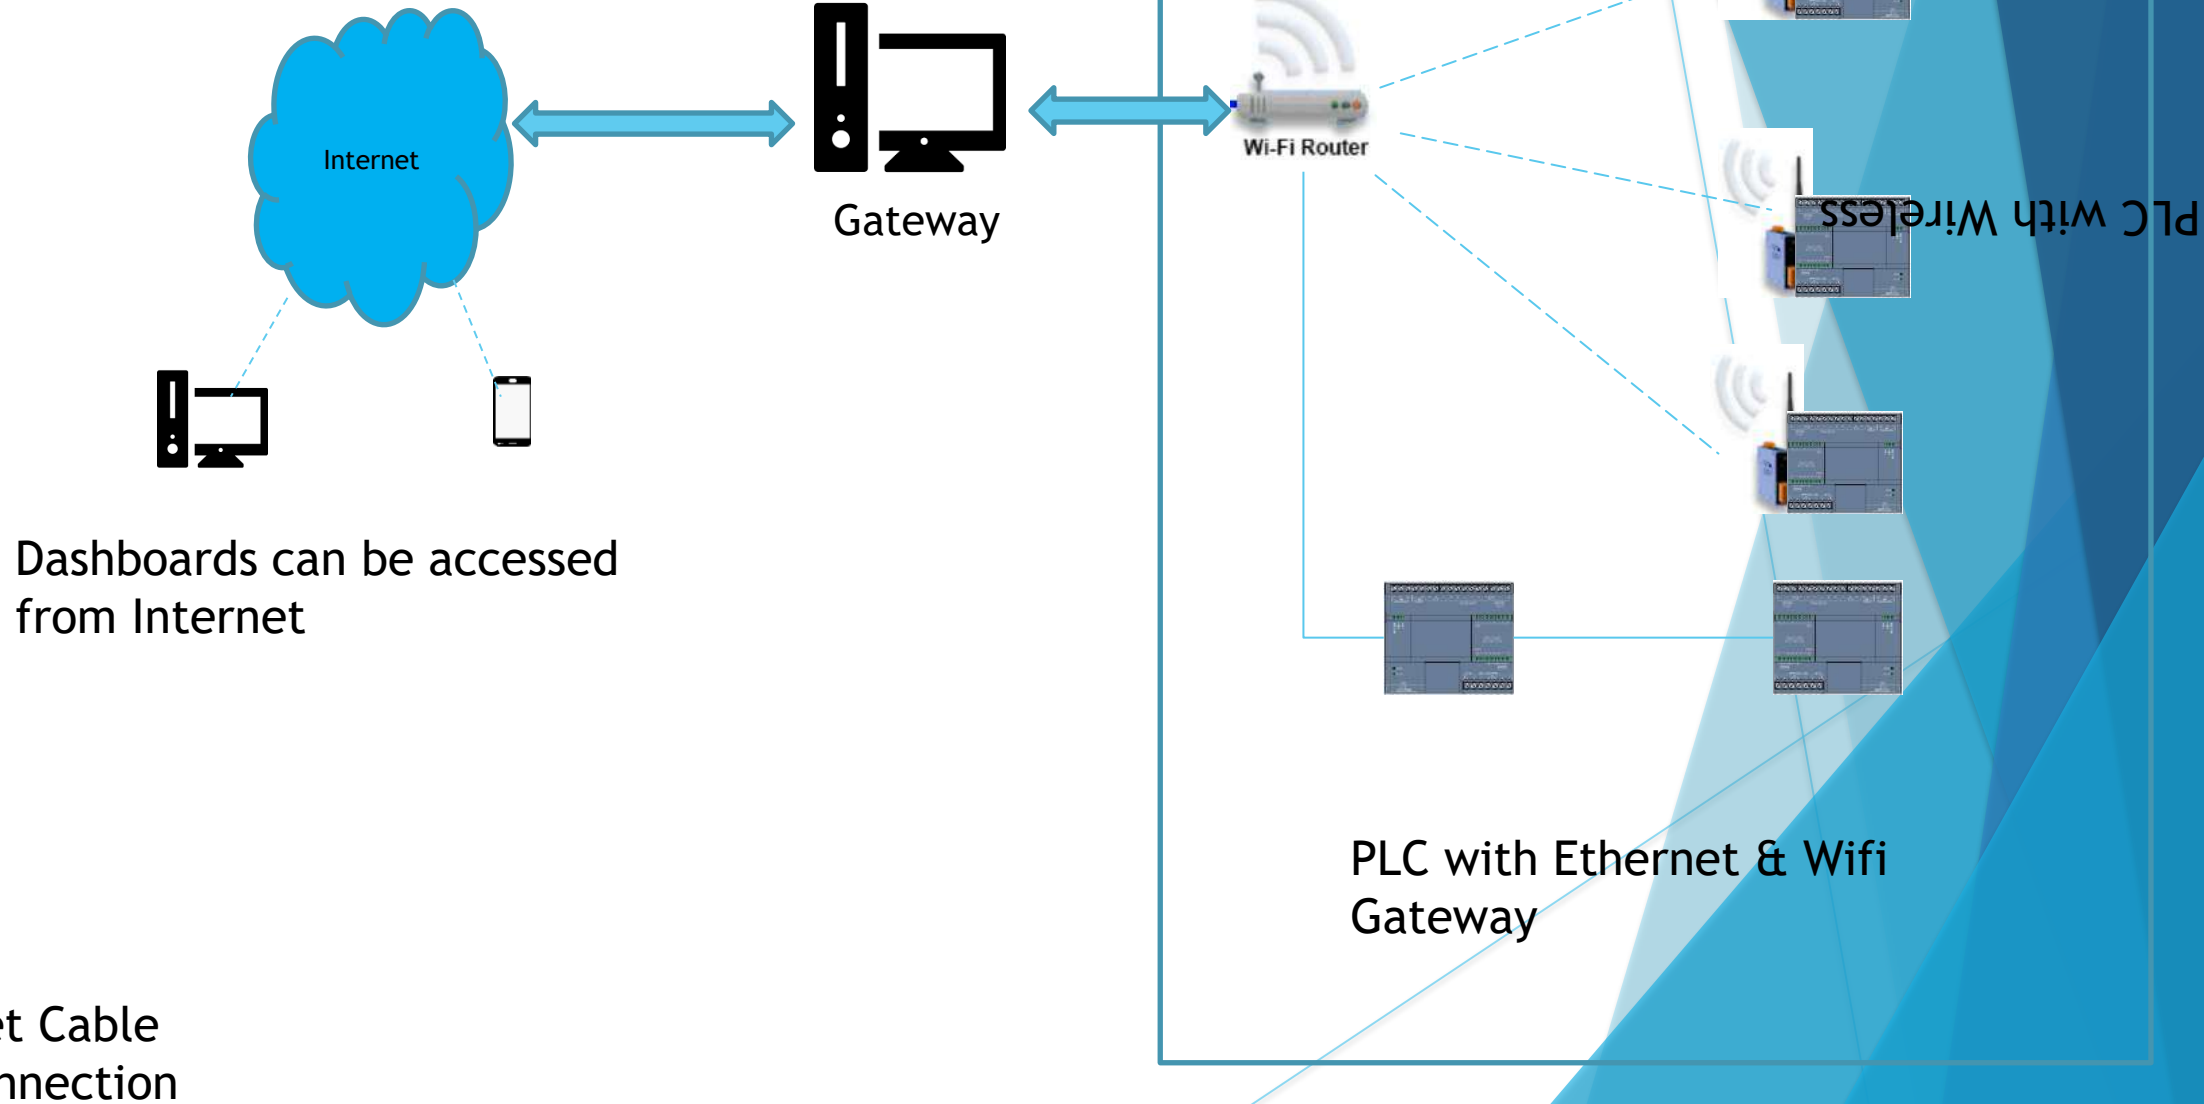 Internet
Gateway
Wi-Fi Router
PLC with Wireless
Dashboards can be accessed
from Internet
PLC with Ethernet & Wifi
Gateway
et Cable
nnection